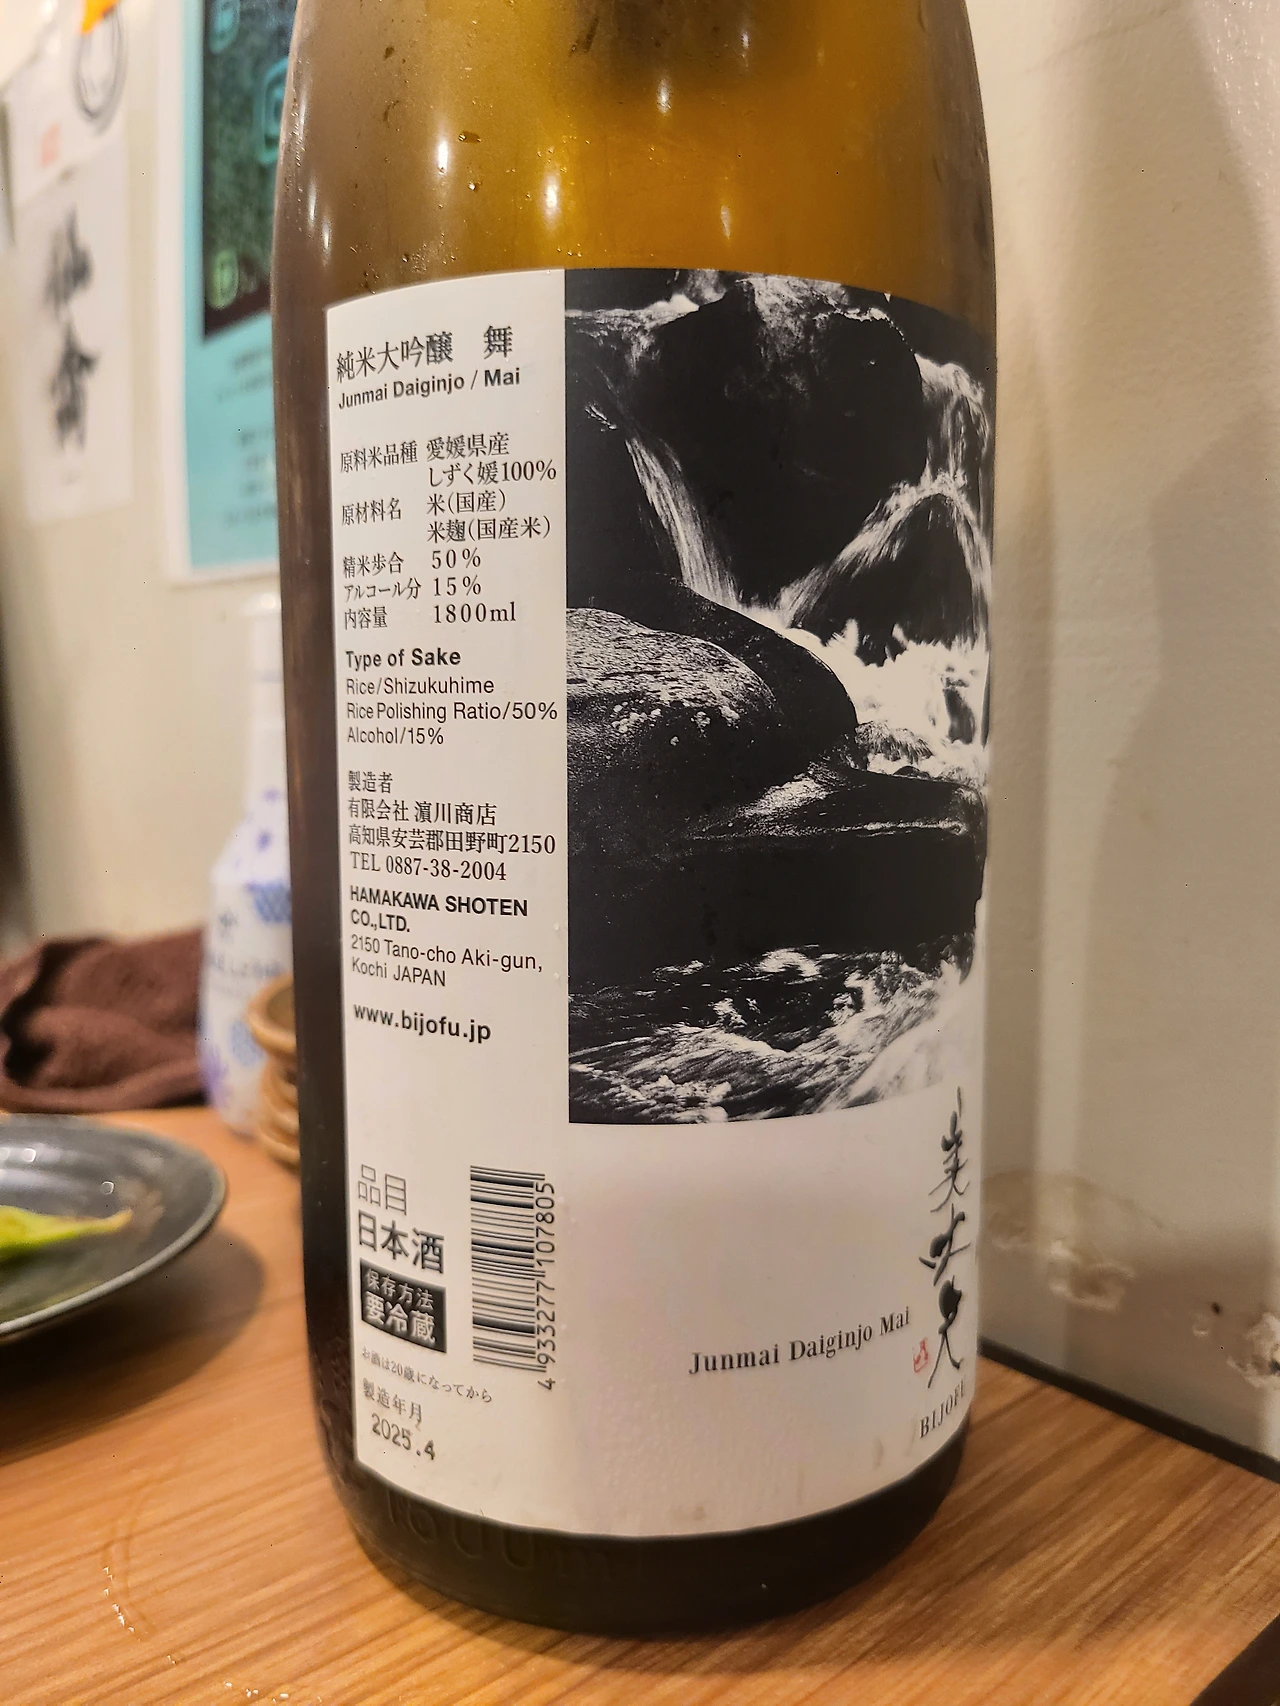 純米大吟醸 舞
Junmai Daiginjo / Mai
原料米品種 愛媛県産
しずく媛100%
原材料名 米(国産)
米麹(国産米)
精米歩合 50%
アルコール分 15%
内容量 1800ml
Type of Sake
Rice/Shizukuhime
Rice Polishing Ratio/50%
Alcohol/15%
製造者
有限会社 濵川商店
高知県安芸郡田野町2150
TEL 0887-38-2004
HAMAKAWA SHOTEN
CO.,LTD.
2150 Tano-cho Aki-gun,
Kochi JAPAN
www.bijofu.jp
品目
日本酒
保存方法
要冷蔵
お酒は20歳になってから
製造年月
2025.4
4933277107805
美丈夫
Junmai Daiginjo Mai
BIJOFU
1800ml